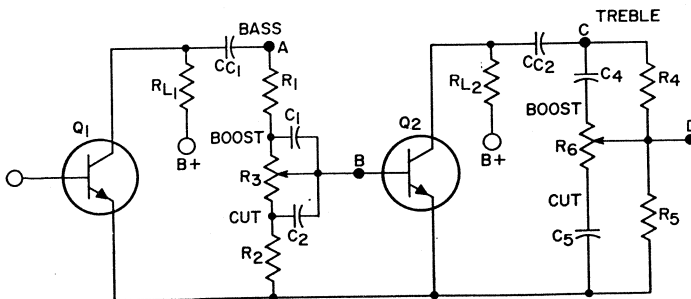 TREBLE
BASS
C
A
CC1
CC2
C4
R4
RL1
R1
RL2
C1
BOOST
Q1
BOOST
Q2
D
B+
B
R6
B+
R3
CUT
CUT
C2
R5
R2
C5